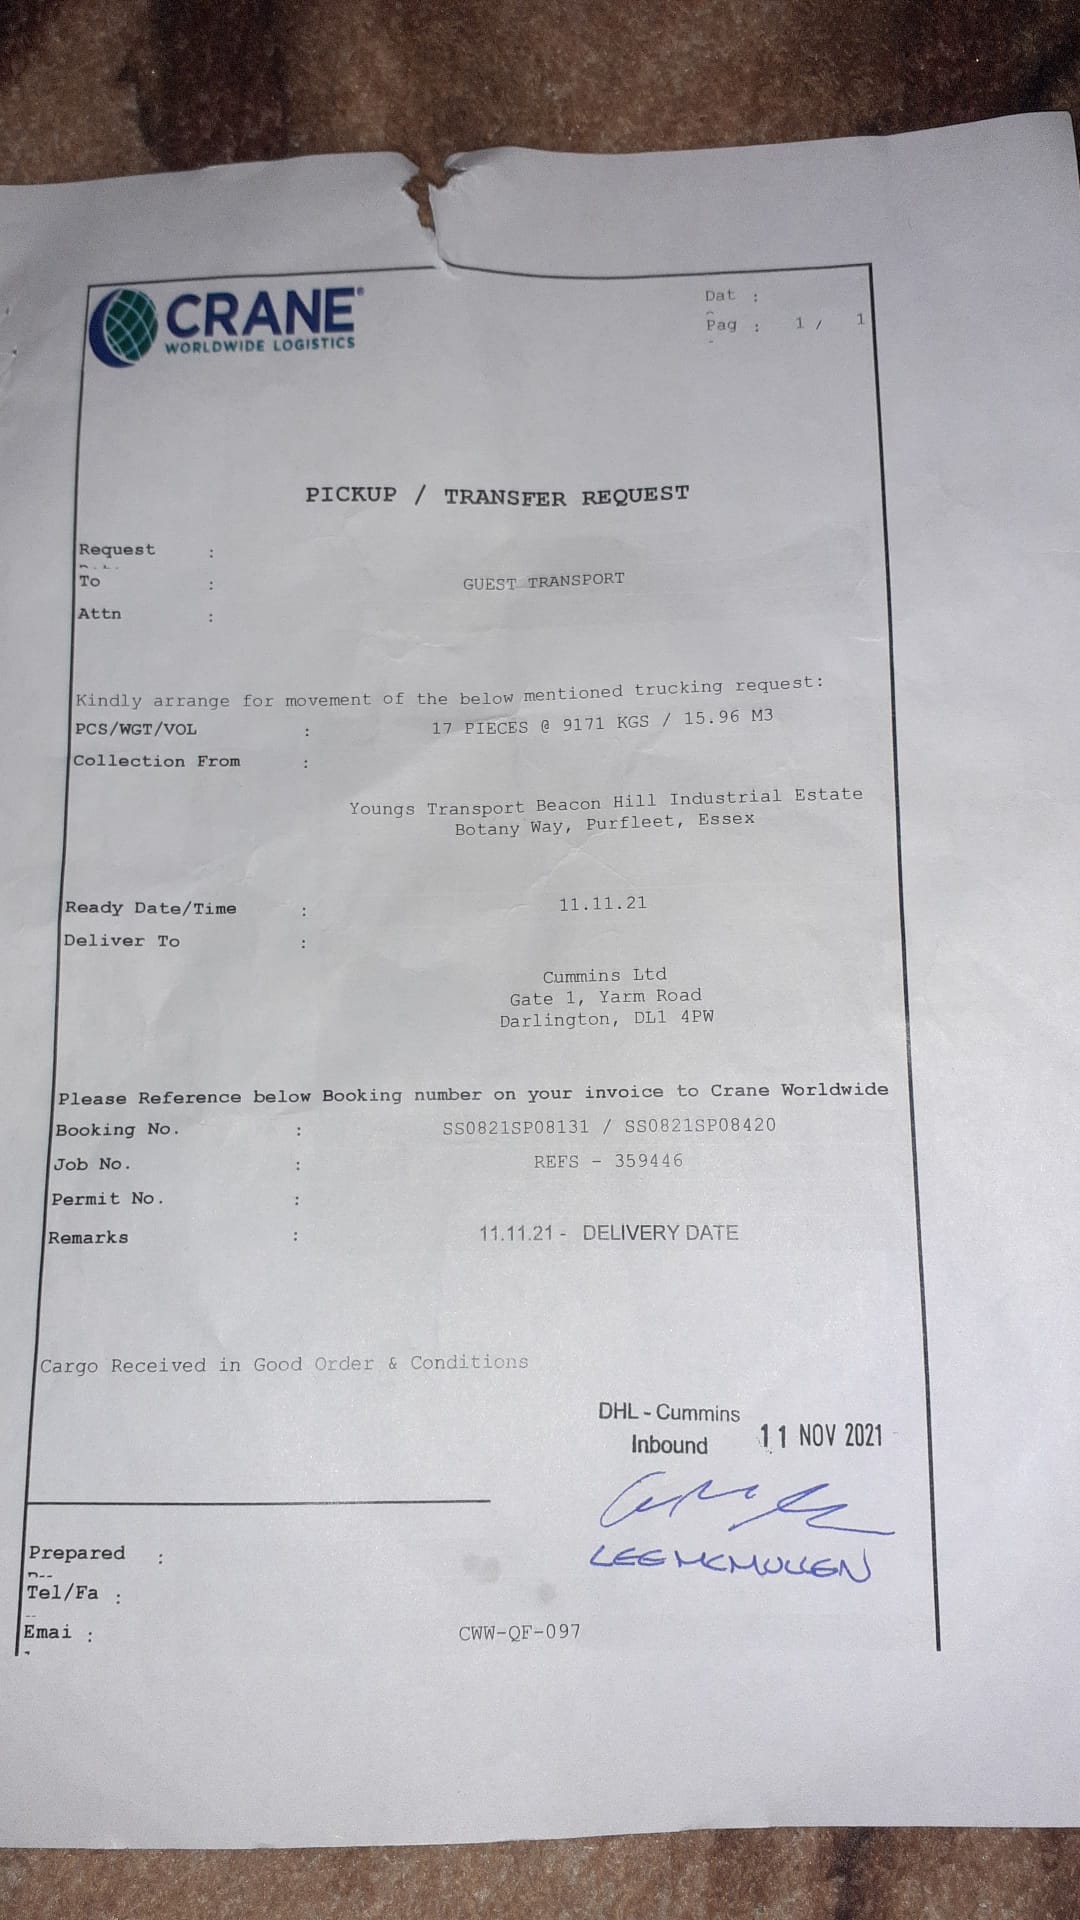 CRANE®
WORLDWIDE LOGISTICS
Dat :
Pag : 1 / 1
PICKUP / TRANSFER REQUEST
Request :
To : GUEST TRANSPORT
Attn :
Kindly arrange for movement of the below mentioned trucking request:
PCS/WGT/VOL : 17 PIECES @ 9171 KGS / 15.96 M3
Collection From :
Youngs Transport Beacon Hill Industrial Estate
Botany Way, Purfleet, Essex
Ready Date/Time : 11.11.21
Deliver To :
Cummins Ltd
Gate 1, Yarm Road
Darlington, DL1 4PW
Please Reference below Booking number on your invoice to Crane Worldwide
Booking No. : SS0821SP08131 / SS0821SP08420
Job No. : REFS - 359446
Permit No. :
Remarks : 11.11.21 - DELIVERY DATE
Cargo Received in Good Order & Conditions
DHL - Cummins
Inbound 11 NOV 2021
LEE MCMULLEN
Prepared :
Tel/Fa :
Emai :
CWW-QF-097